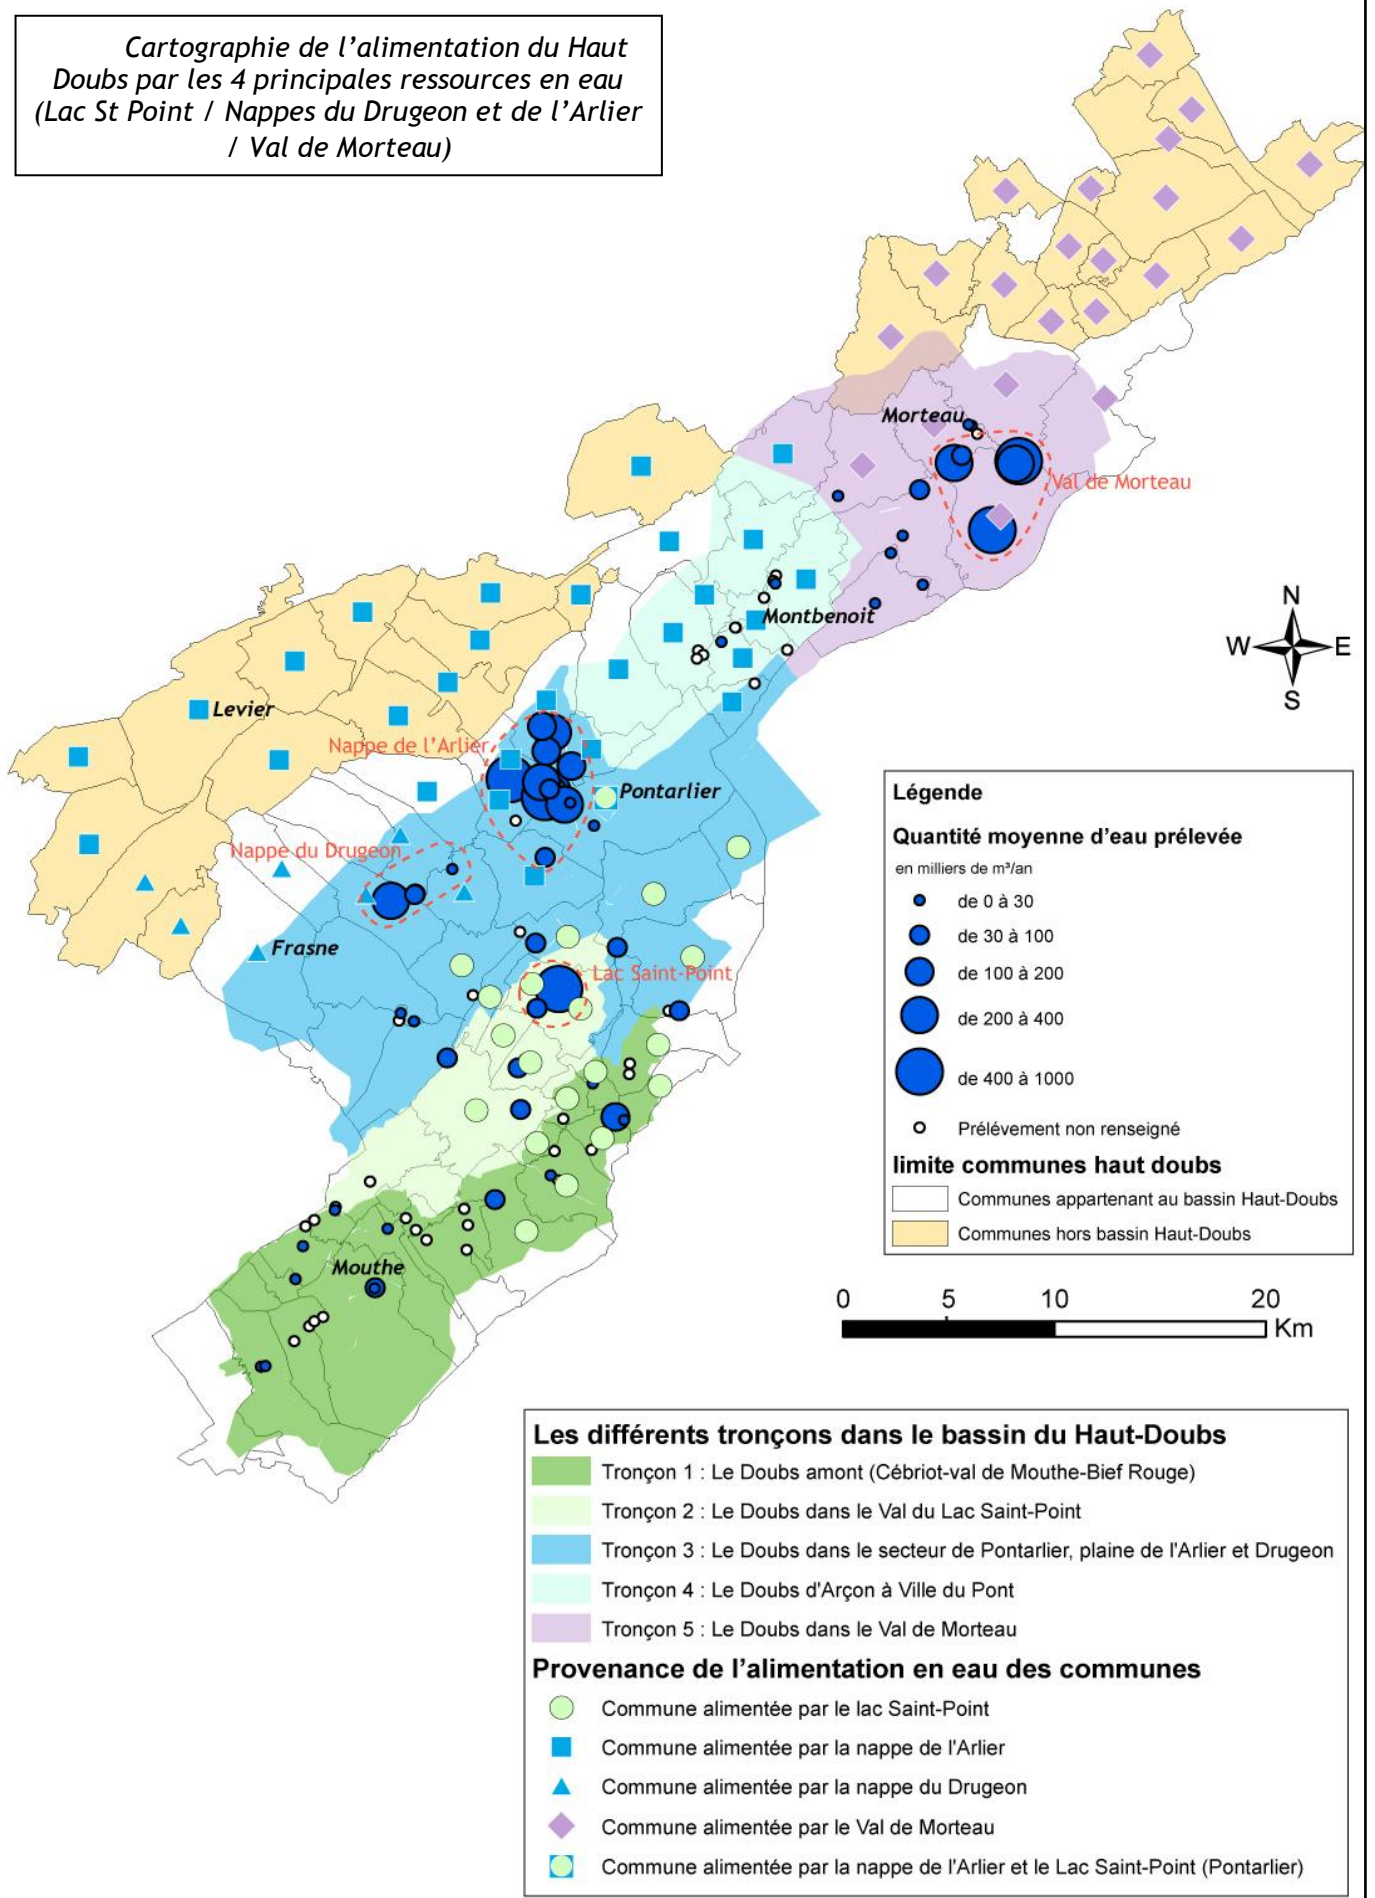 Cartographie de l'alimentation du Haut
Doubs par les 4 principales ressources en eau
(Lac St Point / Nappes du Drugeon et de l'Arlier
/ Val de Morteau)
Morteau
Val de Morteau
Montbenoit
N
W
E
S
Levier
Nappe de l'Arlier
Pontarlier
Nappe du Drugeon
Frasne
Lac Saint-Point
Mouthe
Légende
Quantité moyenne d'eau prélevée
en milliers de m³/an
de 0 à 30
de 30 à 100
de 100 à 200
de 200 à 400
de 400 à 1000
Prélévement non renseigné
limite communes haut doubs
Communes appartenant au bassin Haut-Doubs
Communes hors bassin Haut-Doubs
0 5 10 20
Km
Les différents tronçons dans le bassin du Haut-Doubs
Tronçon 1 : Le Doubs amont (Cébriot-val de Mouthe-Bief Rouge)
Tronçon 2 : Le Doubs dans le Val du Lac Saint-Point
Tronçon 3 : Le Doubs dans le secteur de Pontarlier, plaine de l'Arlier et Drugeon
Tronçon 4 : Le Doubs d'Arçon à Ville du Pont
Tronçon 5 : Le Doubs dans le Val de Morteau
Provenance de l'alimentation en eau des communes
Commune alimentée par le lac Saint-Point
Commune alimentée par la nappe de l'Arlier
Commune alimentée par la nappe du Drugeon
Commune alimentée par le Val de Morteau
Commune alimentée par la nappe de l'Arlier et le Lac Saint-Point (Pontarlier)